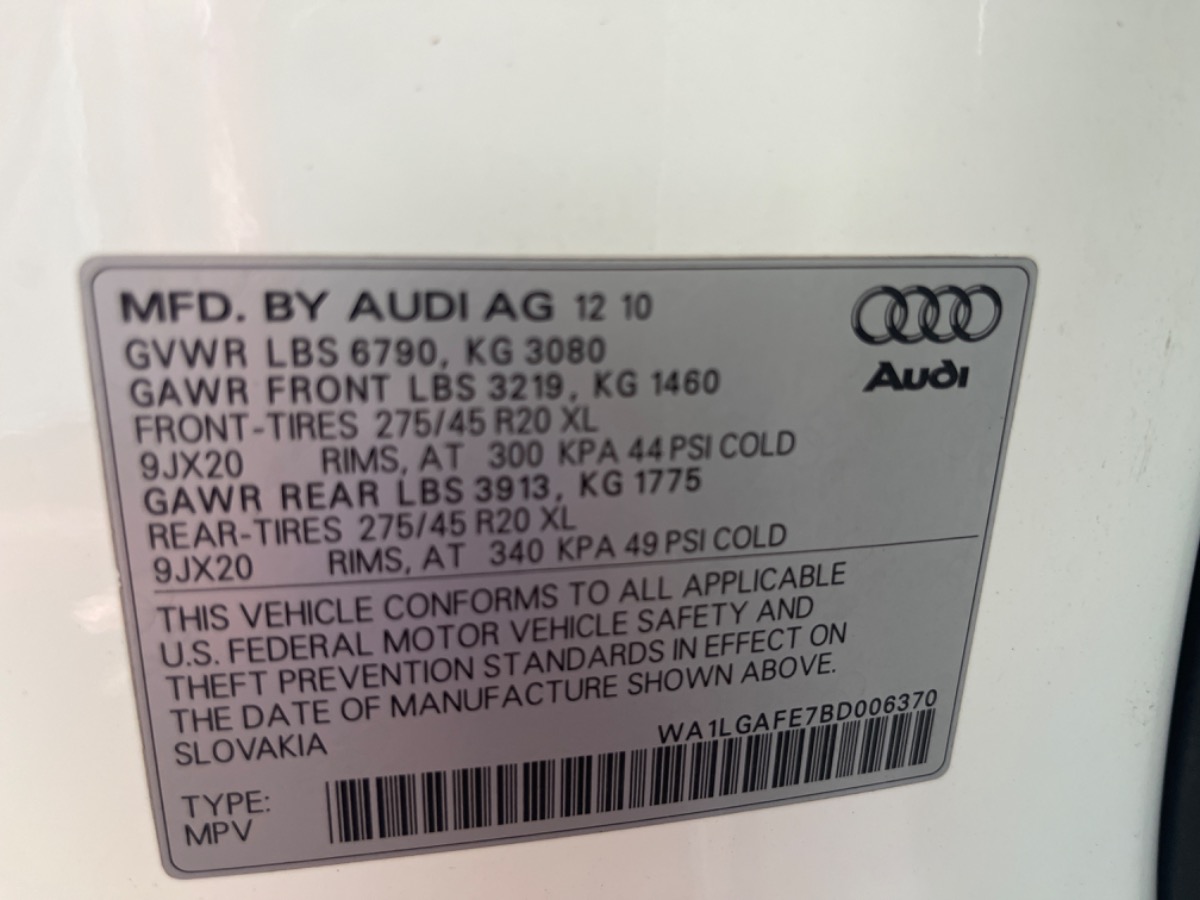 MFD. BY AUDI AG 12 10
GVWR LBS 6790, KG 3080
GAWR FRONT LBS 3219, KG 1460
FRONT-TIRES 275/45 R20 XL
9JX20 RIMS, AT 300 KPA 44 PSI COLD
GAWR REAR LBS 3913, KG 1775
REAR-TIRES 275/45 R20 XL
9JX20 RIMS, AT 340 KPA 49 PSI COLD
Audi
THIS VEHICLE CONFORMS TO ALL APPLICABLE
U.S. FEDERAL MOTOR VEHICLE SAFETY AND
THEFT PREVENTION STANDARDS IN EFFECT ON
THE DATE OF MANUFACTURE SHOWN ABOVE.
SLOVAKIA WA1LGAFE7BD006370
TYPE:
MPV